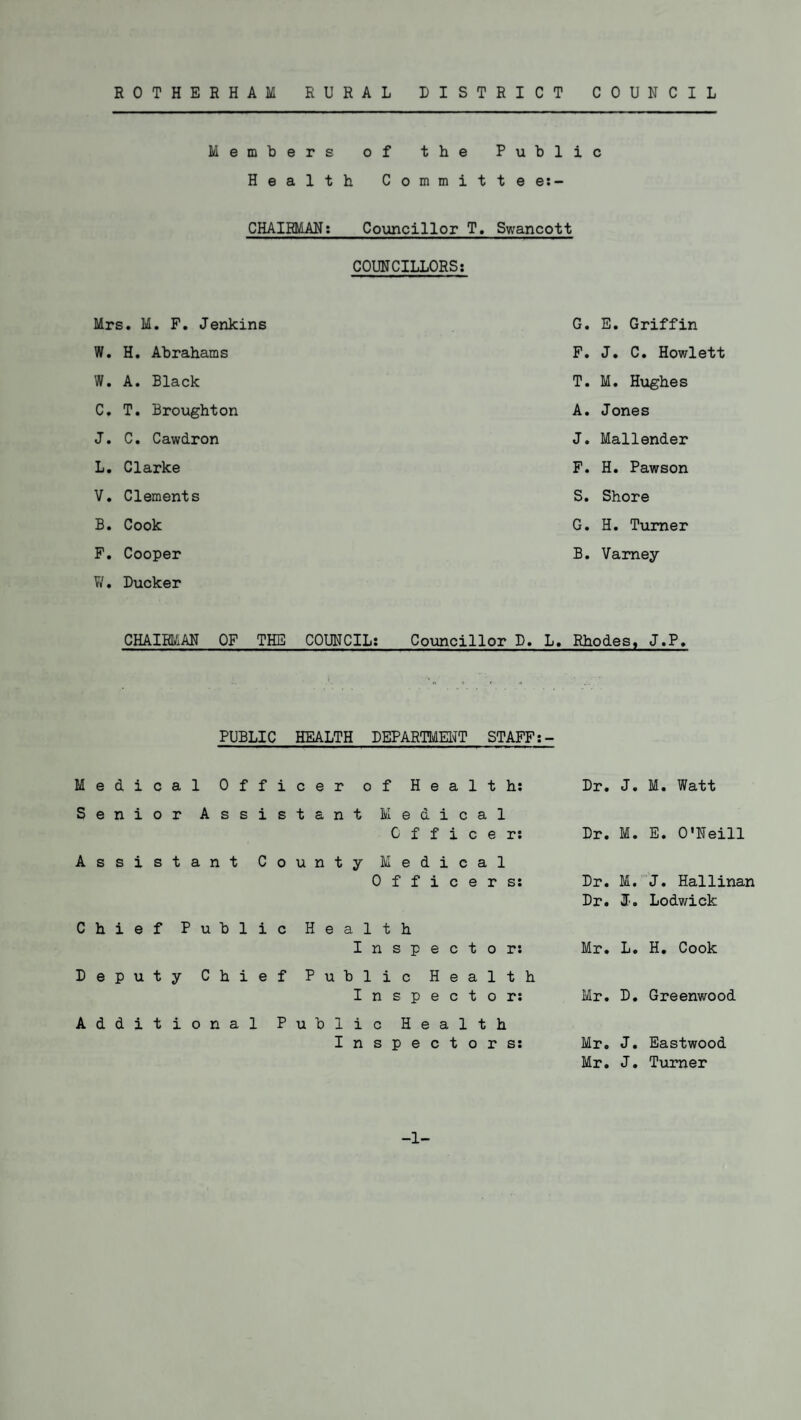 ROTHERHAM RURAL DISTRICT COUNCIL
Members of the Public
Health Committee:-
CHAIRMAN: Councillor T. Swancott
COUNCILLORS:
Mrs. M. F. Jenkins G. E. Griffin
W. H. Abrahams F. J. C. Howlett
W. A. Black T. M. Hughes
C. T. Broughton A. Jones
J. C. Cawdron J. Mallender
L. Clarke F. H. Pawson
V. Clements S. Shore
B. Cook G. H. Turner
F. Cooper B. Varney
W. Ducker
CHAIRMAN OF THE COUNCIL: Councillor D. L. Rhodes, J.P.
PUBLIC HEALTH DEPARTMENT STAFF:-
Medical Officer of Health: Dr. J. M. Watt
Senior Assistant Medical
Officer: Dr. M. E. O'Neill
Assistant County Medical
Officers: Dr. M. J. Hallinan
Dr. J. Lodwick
Chief Public Health
Inspector: Mr. L. H. Cook
Deputy Chief Public Health
Inspector: Mr. D. Greenwood
Additional Public Health
Inspectors: Mr. J. Eastwood
Mr. J. Turner
-1-